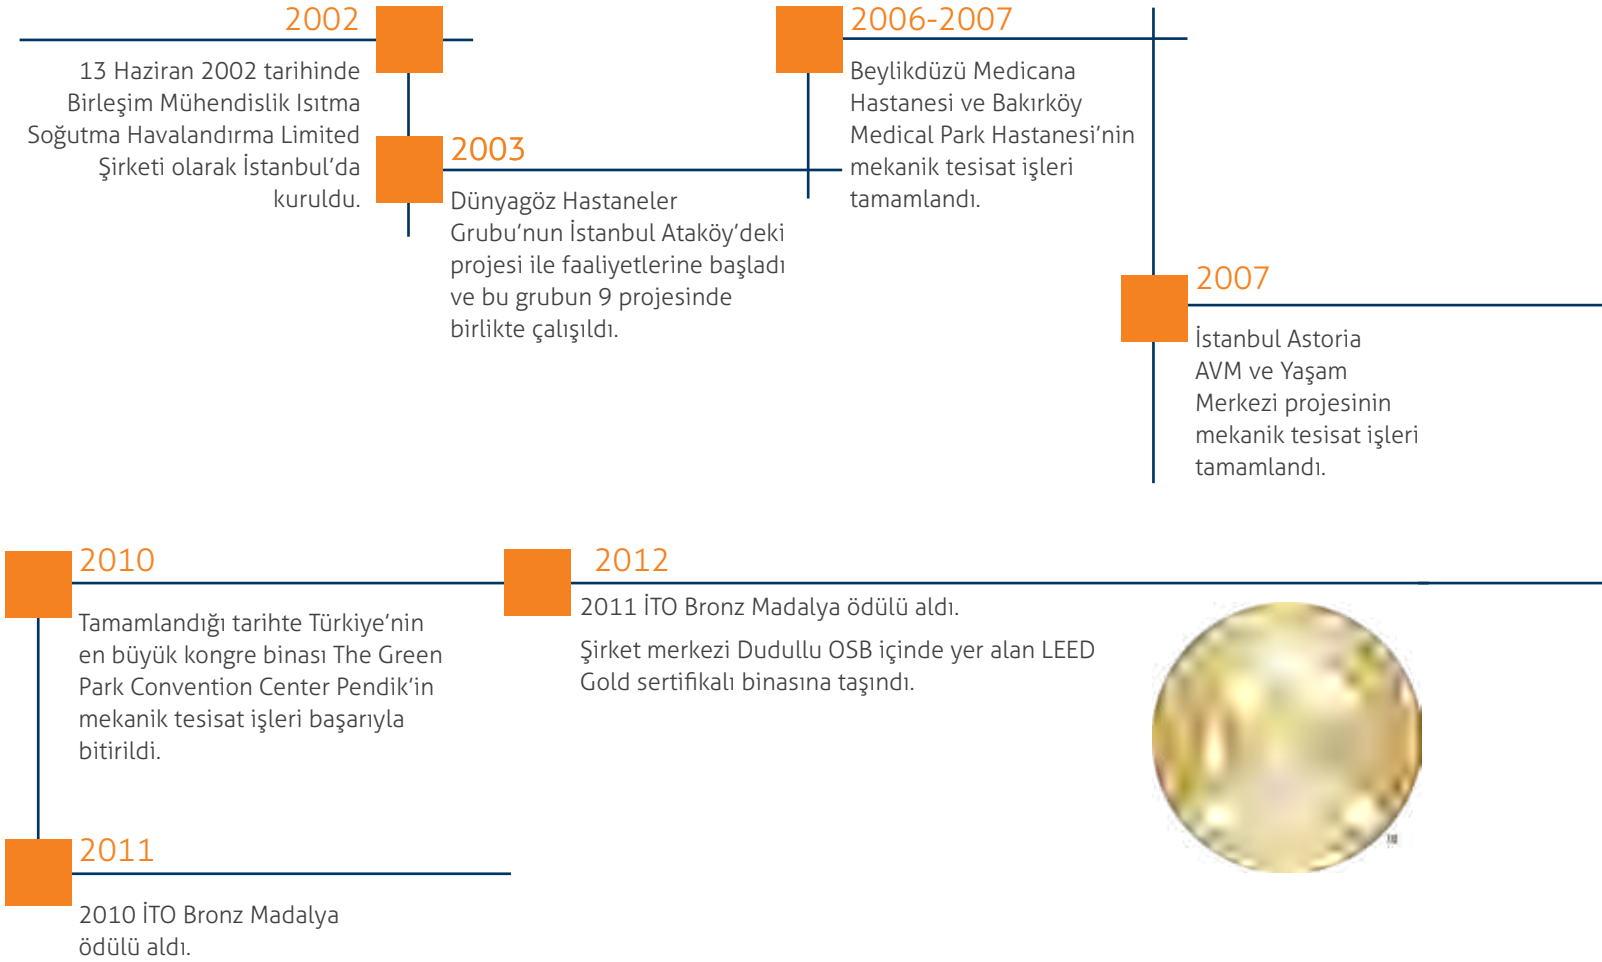 2002
13 Haziran 2002 tarihinde
Birleşim Mühendislik Isıtma
Soğutma Havalandırma Limited
Şirketi olarak İstanbul’da
kuruldu.
2003
Dünyagöz Hastaneler
Grubu’nun İstanbul Ataköy’deki
projesi ile faaliyetlerine başladı
ve bu grubun 9 projesinde
birlikte çalışıldı.
2006-2007
Beylikdüzü Medicana
Hastanesi ve Bakırköy
Medical Park Hastanesi’nin
mekanik tesisat işleri
tamamlandı.
2007
İstanbul Astoria
AVM ve Yaşam
Merkezi projesinin
mekanik tesisat işleri
tamamlandı.
2010
Tamamlandığı tarihte Türkiye’nin
en büyük kongre binası The Green
Park Convention Center Pendik’in
mekanik tesisat işleri başarıyla
bitirildi.
2011
2010 İTO Bronz Madalya
ödülü aldı.
2012
2011 İTO Bronz Madalya ödülü aldı.
Şirket merkezi Dudullu OSB içinde yer alan LEED
Gold sertifikalı binasına taşındı.